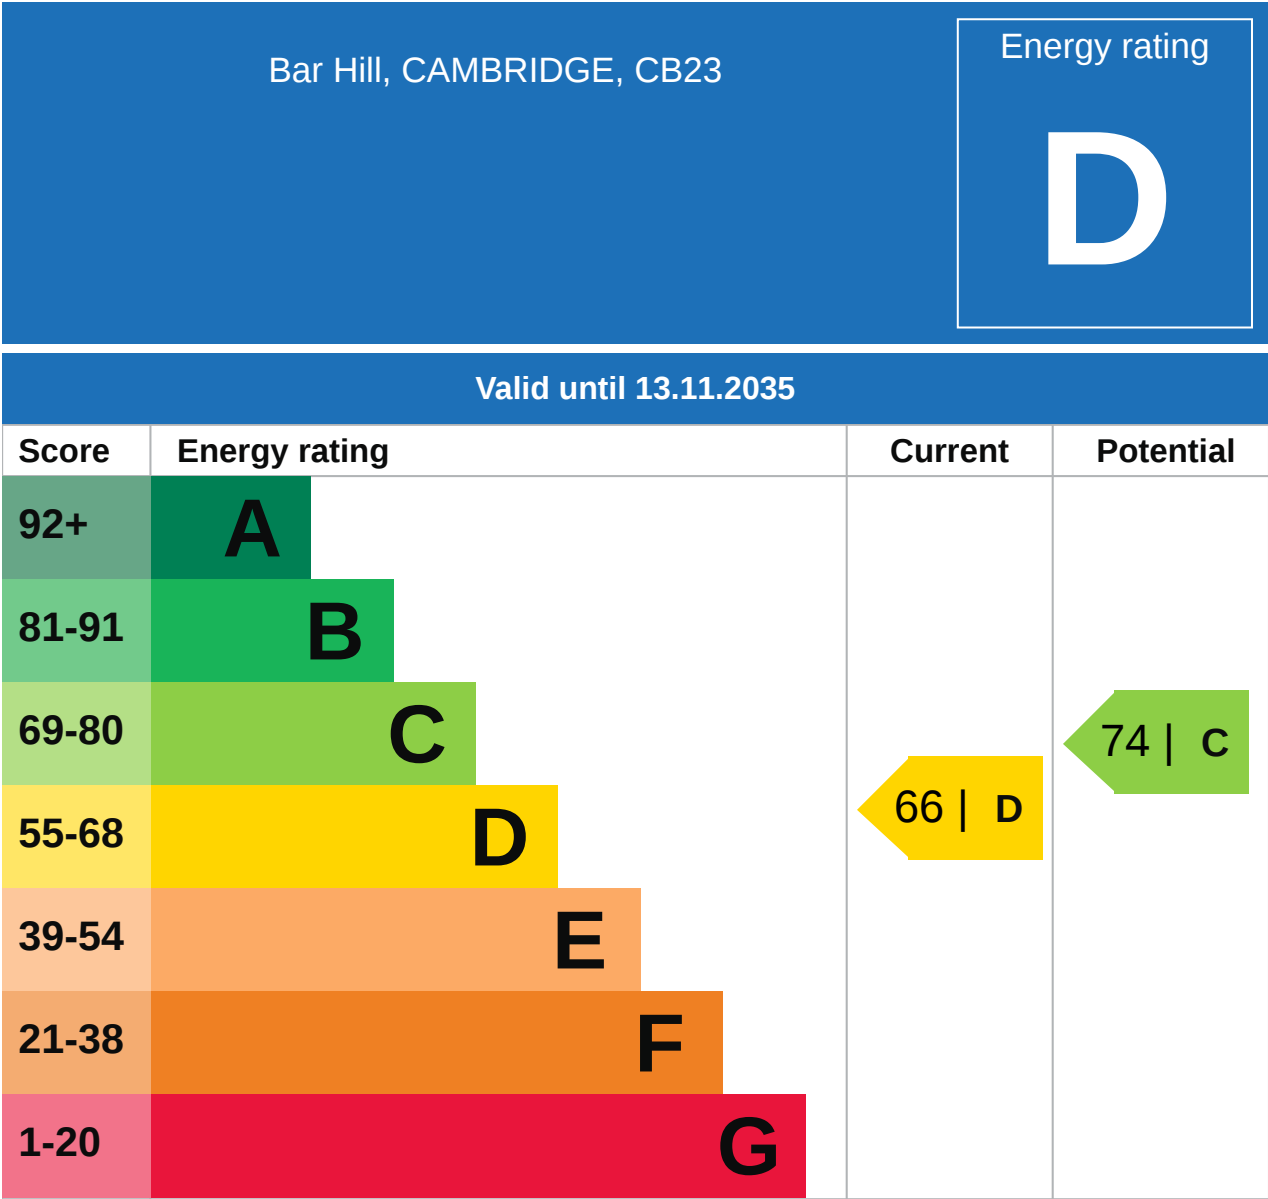 Bar Hill, CAMBRIDGE, CB23
Energy rating
D
Valid until 13.11.2035
Score Energy rating Current Potential
92+ A
81-91 B
69-80 C
74 | C
55-68 D
66 | D
39-54 E
21-38 F
1-20 G